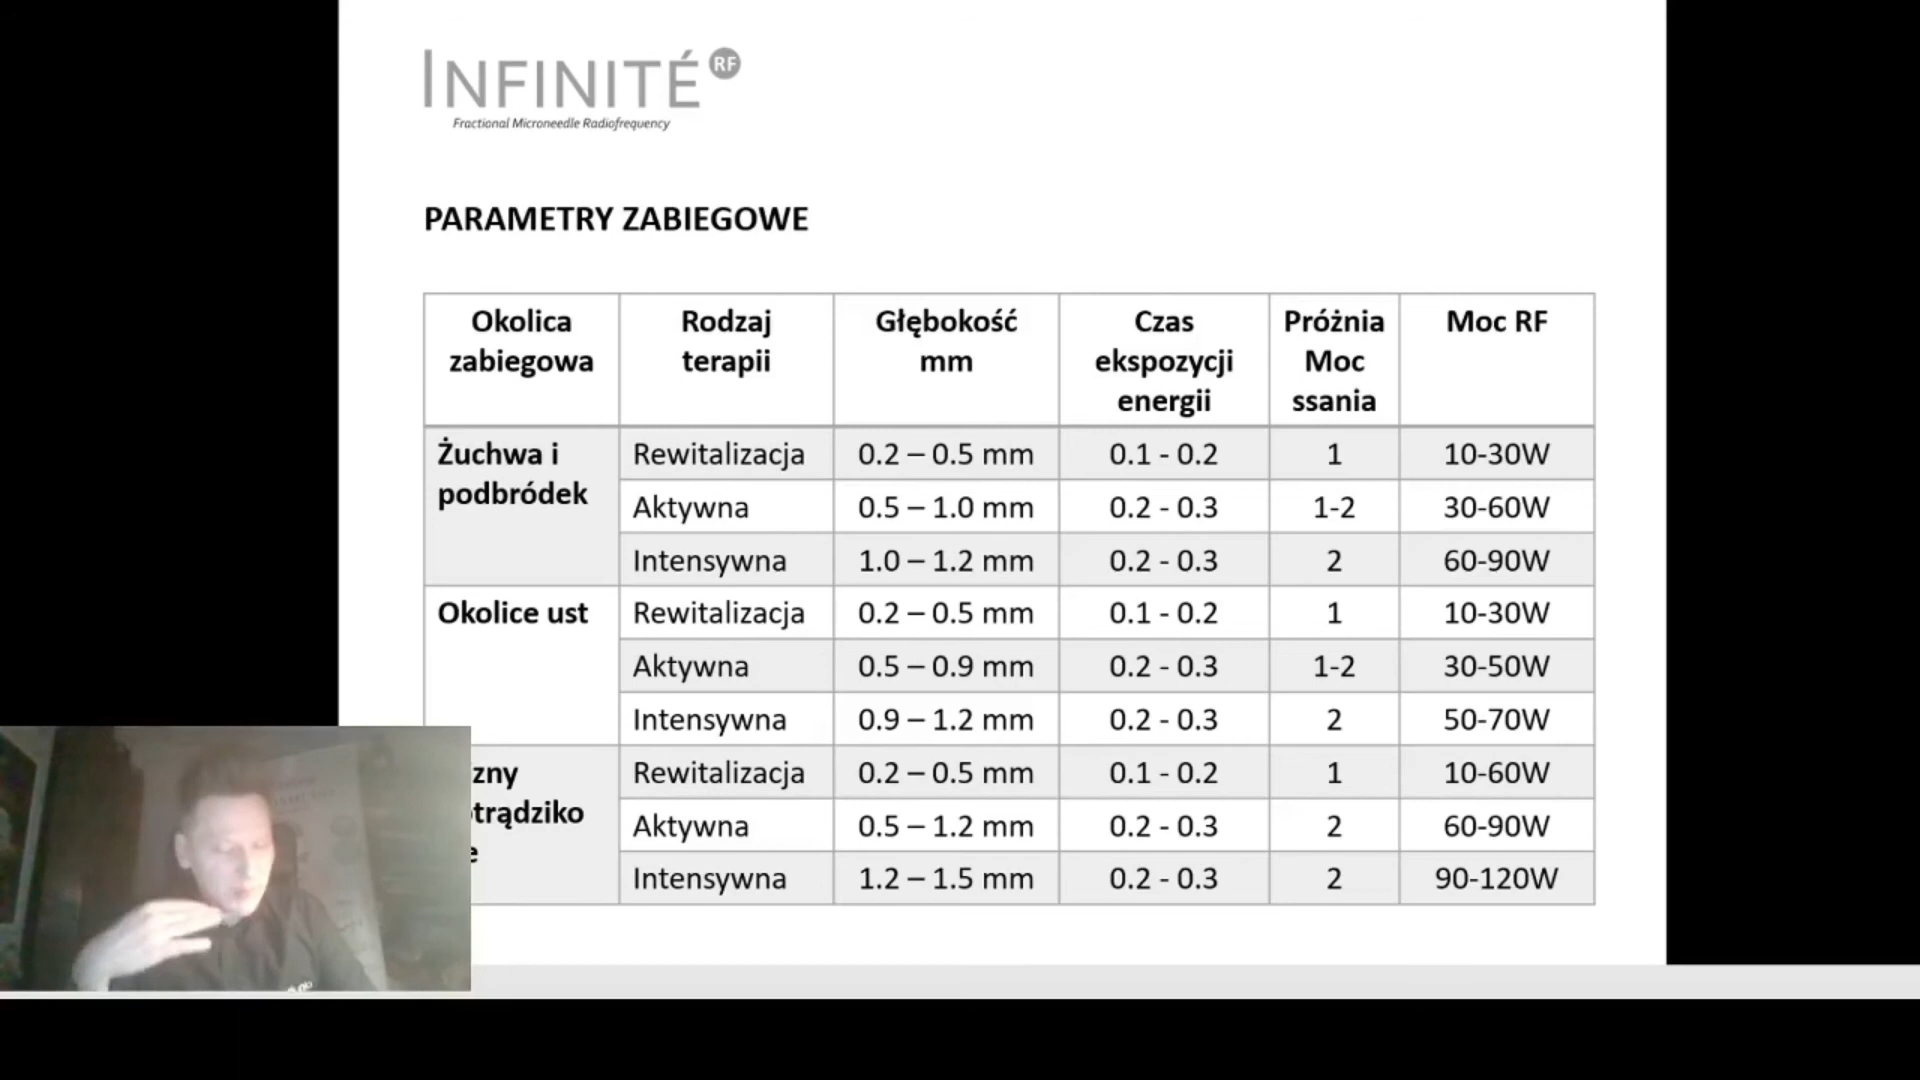 INFINITÉ RF
Fractional Microneedle Radiofrequency
PARAMETRY ZABIEGOWE
Okolica zabiegowa Rodzaj terapii Głębokość mm Czas ekspozycji energii Próżnia Moc ssania Moc RF
Żuchwa i podbródek Rewitalizacja 0.2 – 0.5 mm 0.1 - 0.2 1 10-30W
Aktywna 0.5 – 1.0 mm 0.2 - 0.3 1-2 30-60W
Intensywna 1.0 – 1.2 mm 0.2 - 0.3 2 60-90W
Okolice ust Rewitalizacja 0.2 – 0.5 mm 0.1 - 0.2 1 10-30W
Aktywna 0.5 – 0.9 mm 0.2 - 0.3 1-2 30-50W
Intensywna 0.9 – 1.2 mm 0.2 - 0.3 2 50-70W
Rewitalizacja 0.2 – 0.5 mm 0.1 - 0.2 1 10-60W
Aktywna 0.5 – 1.2 mm 0.2 - 0.3 2 60-90W
Intensywna 1.2 – 1.5 mm 0.2 - 0.3 2 90-120W